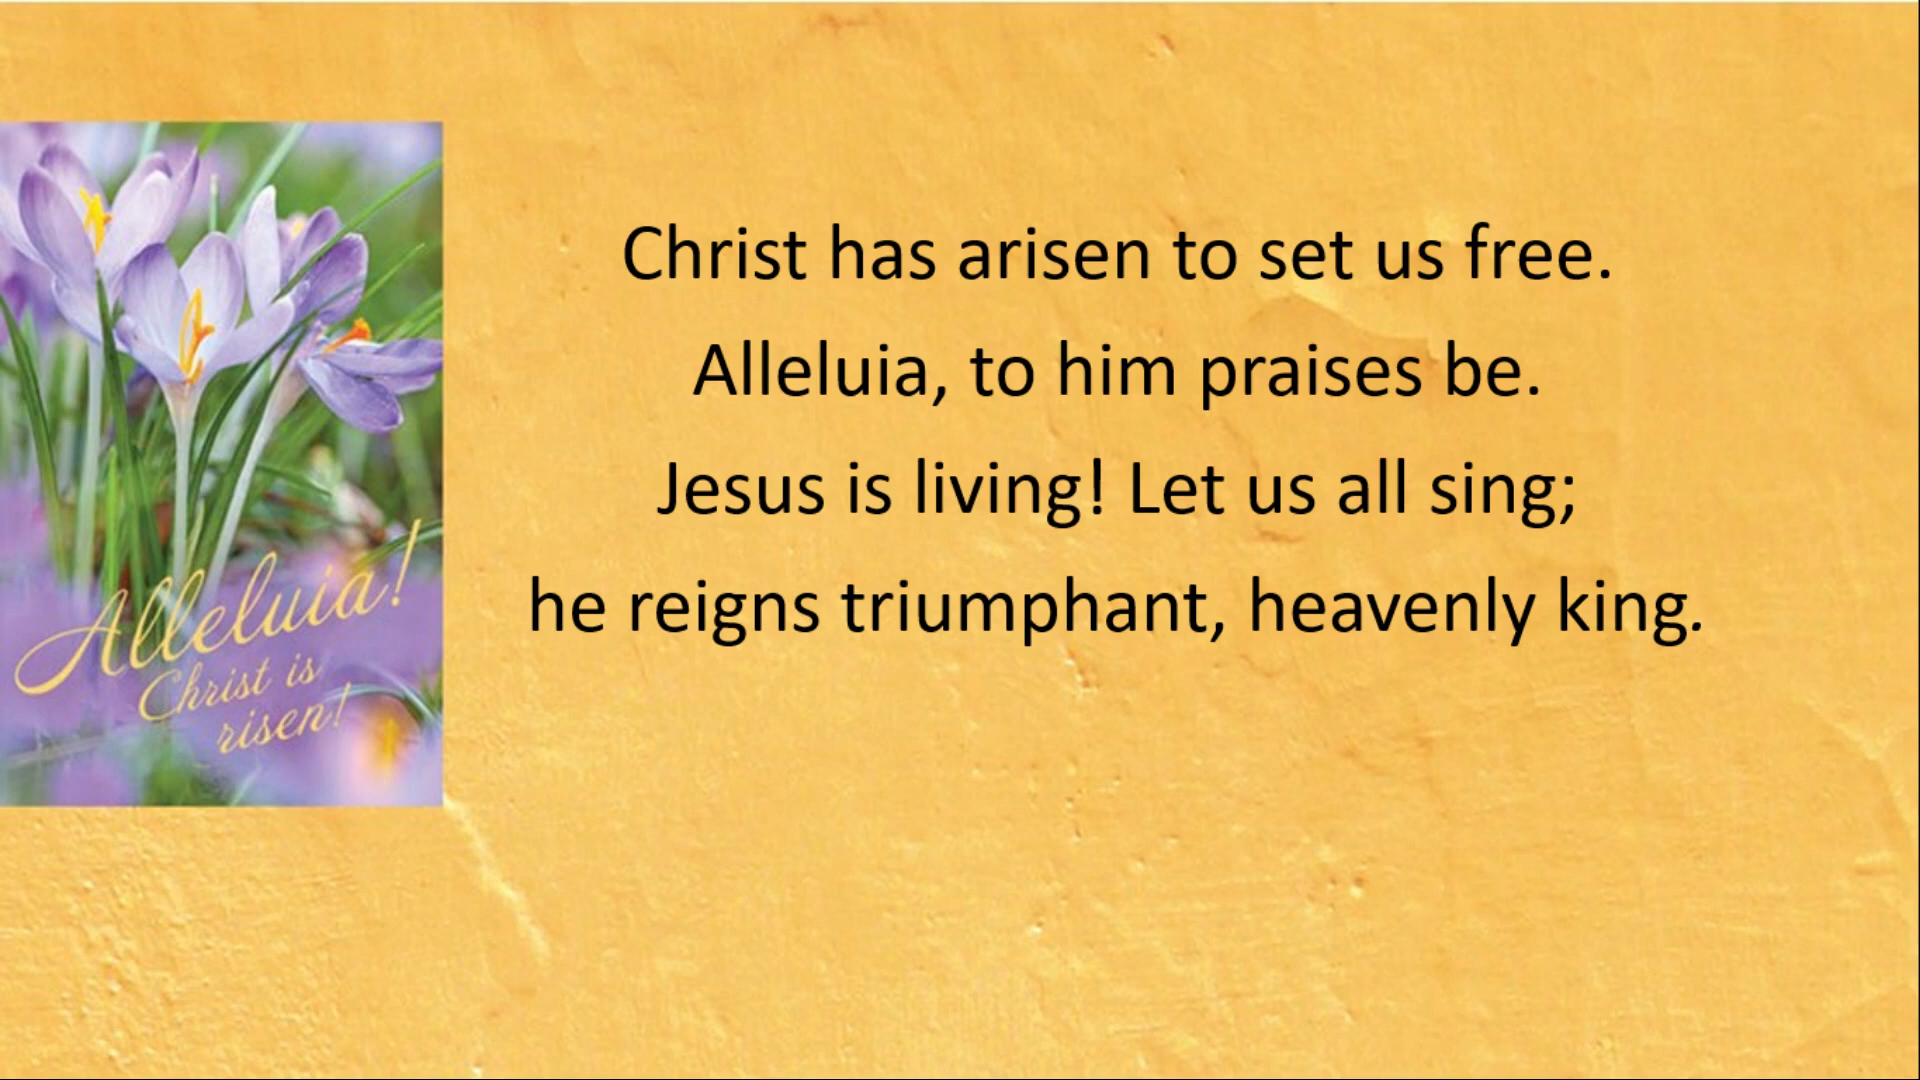 Christ has arisen to set us free.
Alleluia, to him praises be.
Jesus is living! Let us all sing;
he reigns triumphant, heavenly king.
Alleluia!
Christ is
risen!